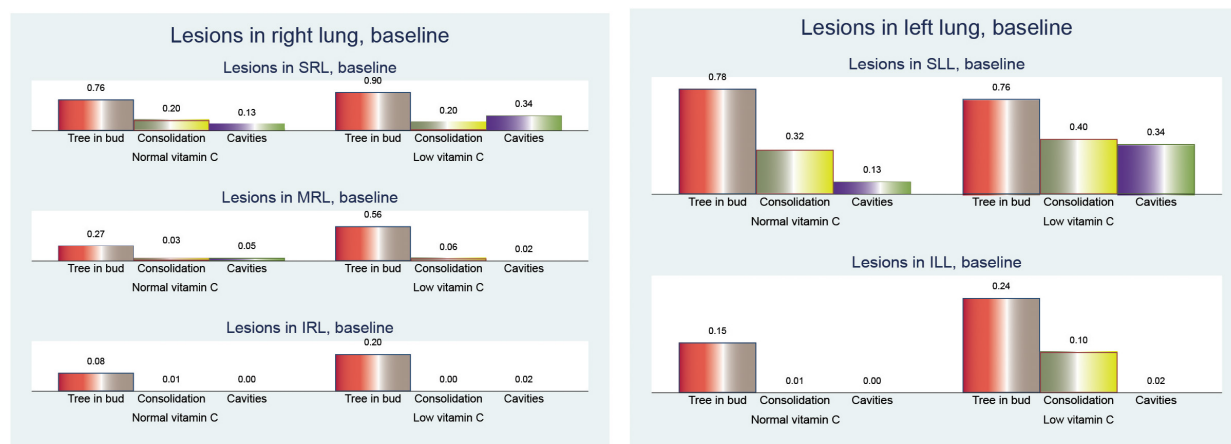 Lesions in right lung, baseline
Lesions in SRL, baseline
0.76
0.20
0.13
0.90
0.20
0.34
Tree in bud Consolidation Cavities Tree in bud Consolidation Cavities
Normal vitamin C Low vitamin C
Lesions in MRL, baseline
0.27
0.03
0.05
0.56
0.06
0.02
Tree in bud Consolidation Cavities Tree in bud Consolidation Cavities
Normal vitamin C Low vitamin C
Lesions in IRL, baseline
0.08
0.01
0.00
0.20
0.00
0.02
Tree in bud Consolidation Cavities Tree in bud Consolidation Cavities
Normal vitamin C Low vitamin C
Lesions in left lung, baseline
Lesions in SLL, baseline
0.78
0.32
0.13
0.76
0.40
0.34
Tree in bud Consolidation Cavities Tree in bud Consolidation Cavities
Normal vitamin C Low vitamin C
Lesions in ILL, baseline
0.15
0.01
0.00
0.24
0.10
0.02
Tree in bud Consolidation Cavities Tree in bud Consolidation Cavities
Normal vitamin C Low vitamin C